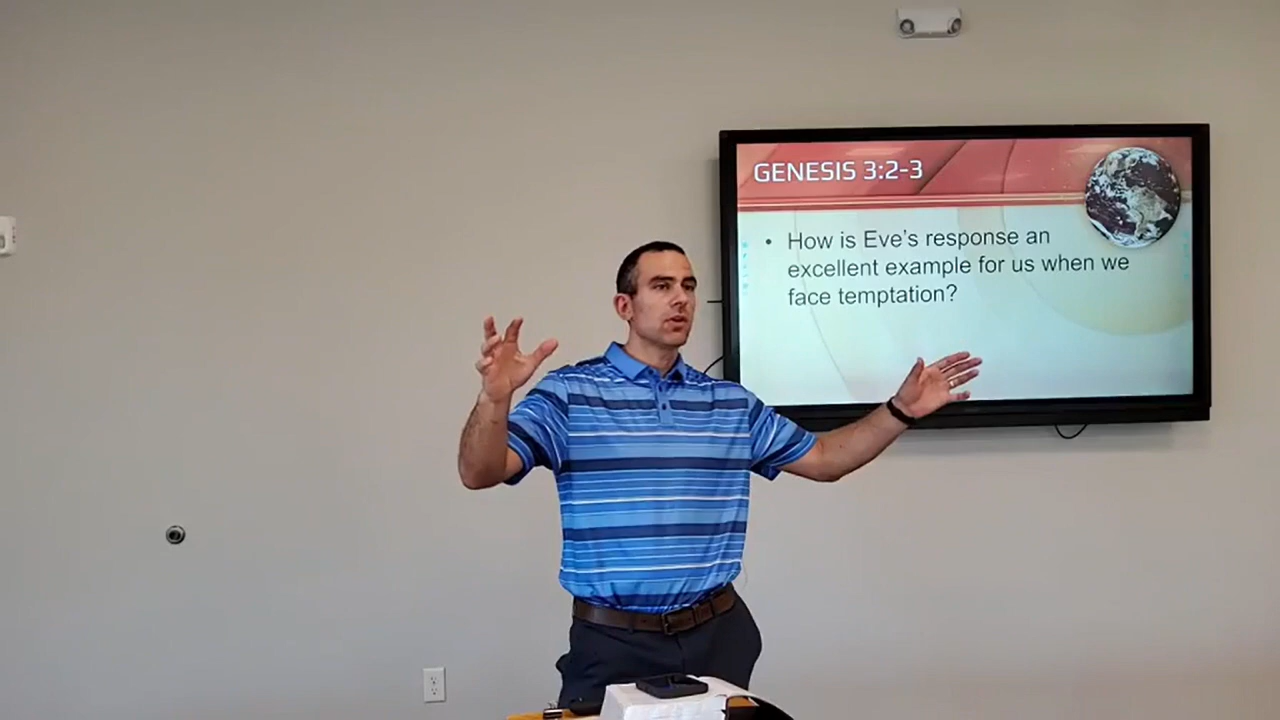 GENESIS 3:2-3
• How is Eve's response an
excellent example for us when we
face temptation?